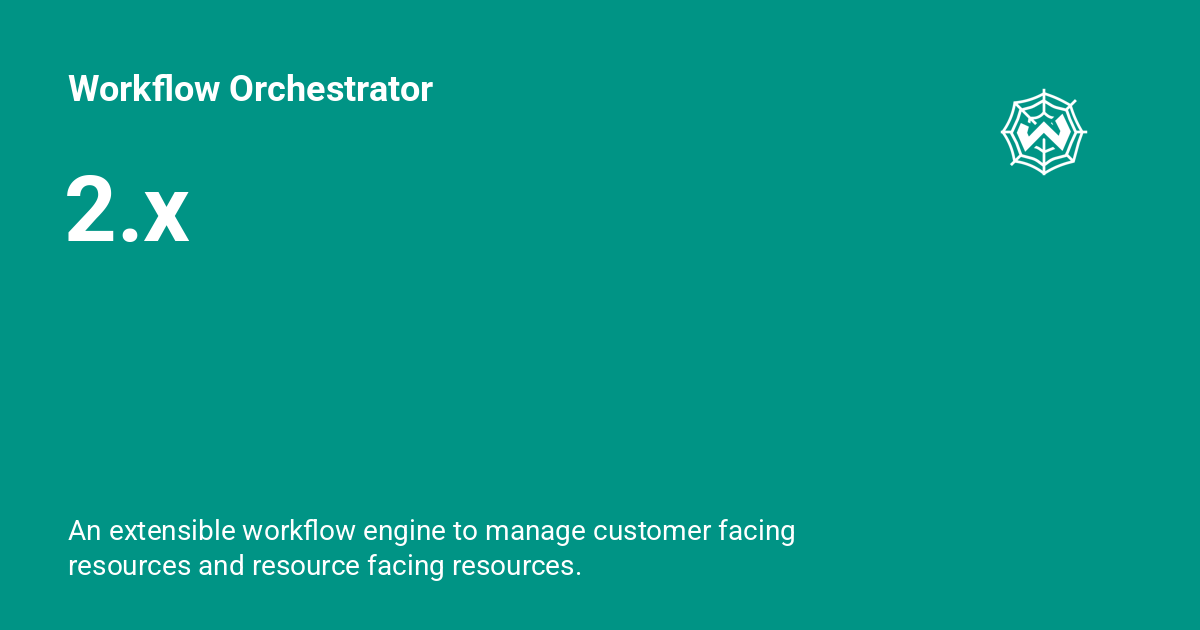 Workflow Orchestrator
2.x
An extensible workflow engine to manage customer facing
resources and resource facing resources.